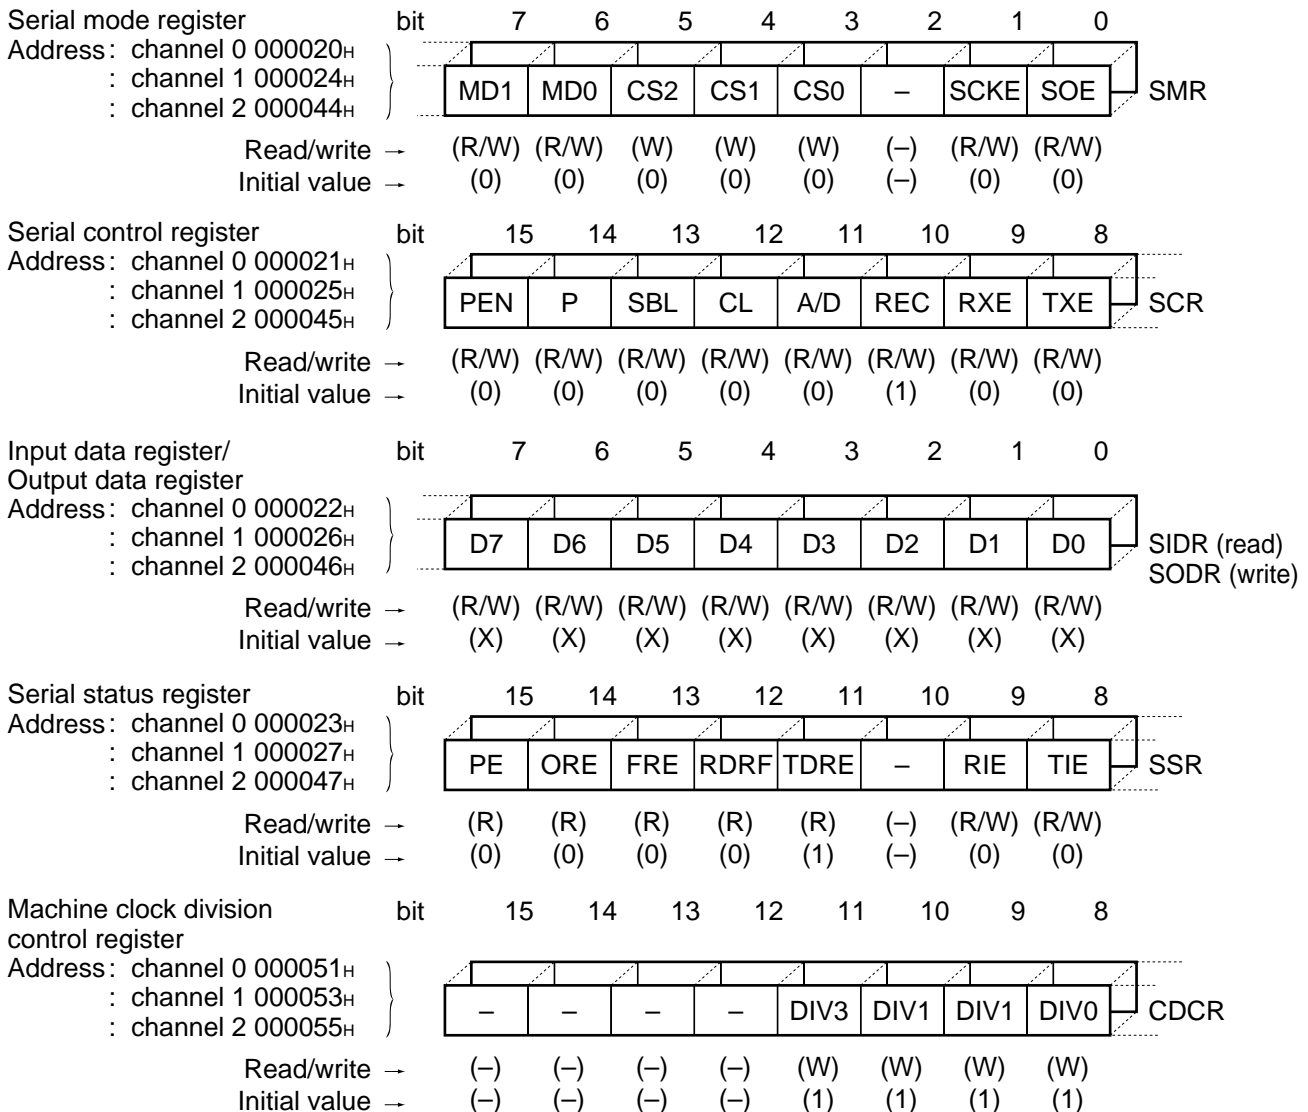 Serial mode register bit 7 6 5 4 3 2 1 0
Address : channel 0 000020H
: channel 1 000024H
: channel 2 000044H
MD1 MD0 CS2 CS1 CS0 – SCKE SOE SMR
Read/write → (R/W) (R/W) (W) (W) (W) (–) (R/W) (R/W)
Initial value → (0) (0) (0) (0) (0) (–) (0) (0)
Serial control register bit 15 14 13 12 11 10 9 8
Address : channel 0 000021H
: channel 1 000025H
: channel 2 000045H
PEN P SBL CL A/D REC RXE TXE SCR
Read/write → (R/W) (R/W) (R/W) (R/W) (R/W) (R/W) (R/W) (R/W)
Initial value → (0) (0) (0) (0) (0) (1) (0) (0)
Input data register/ bit 7 6 5 4 3 2 1 0
Output data register
Address : channel 0 000022H
: channel 1 000026H
: channel 2 000046H
D7 D6 D5 D4 D3 D2 D1 D0 SIDR (read)
SODR (write)
Read/write → (R/W) (R/W) (R/W) (R/W) (R/W) (R/W) (R/W) (R/W)
Initial value → (X) (X) (X) (X) (X) (X) (X) (X)
Serial status register bit 15 14 13 12 11 10 9 8
Address : channel 0 000023H
: channel 1 000027H
: channel 2 000047H
PE ORE FRE RDRF TDRE – RIE TIE SSR
Read/write → (R) (R) (R) (R) (R) (–) (R/W) (R/W)
Initial value → (0) (0) (0) (0) (1) (–) (0) (0)
Machine clock division bit 15 14 13 12 11 10 9 8
control register
Address : channel 0 000051H
: channel 1 000053H
: channel 2 000055H
– – – – DIV3 DIV1 DIV1 DIV0 CDCR
Read/write → (–) (–) (–) (–) (W) (W) (W) (W)
Initial value → (–) (–) (–) (–) (1) (1) (1) (1)